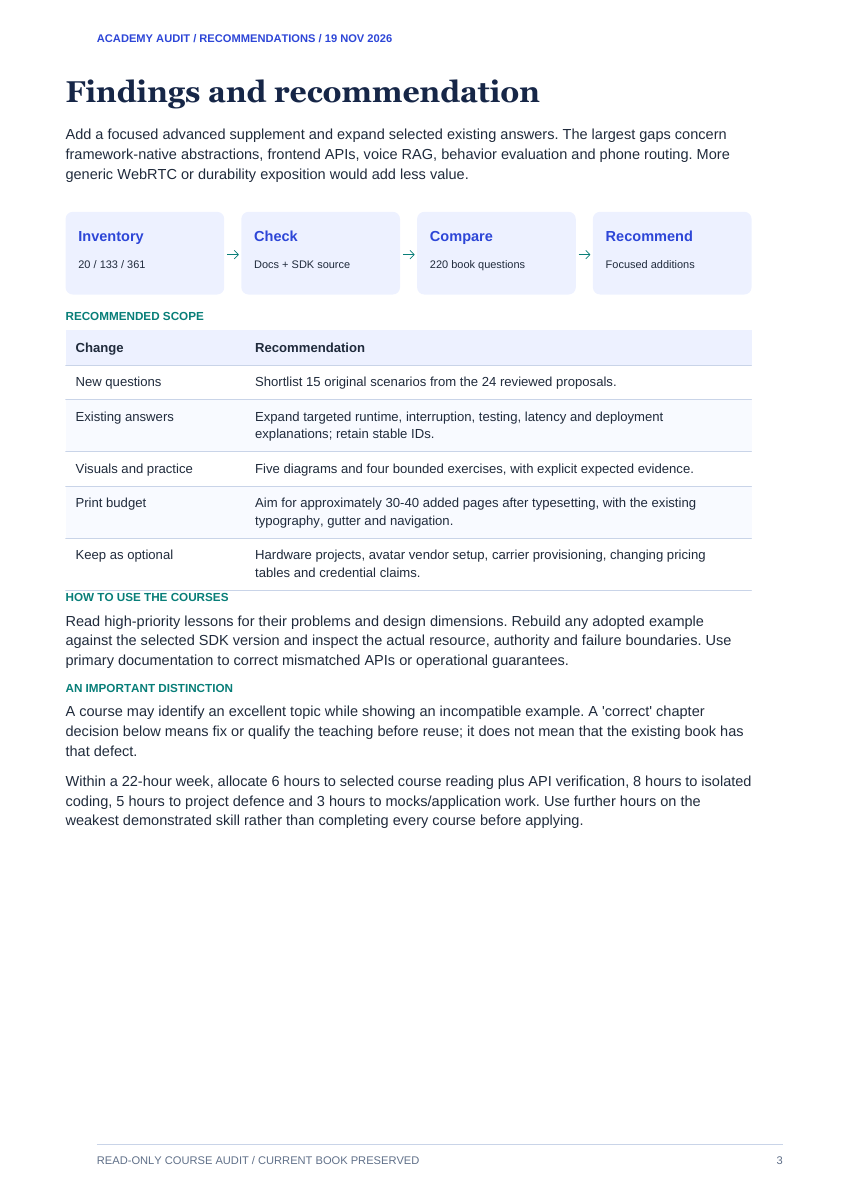 ACADEMY AUDIT / RECOMMENDATIONS / 19 NOV 2026
Findings and recommendation
Add a focused advanced supplement and expand selected existing answers. The largest gaps concern
framework-native abstractions, frontend APIs, voice RAG, behavior evaluation and phone routing. More
generic WebRTC or durability exposition would add less value.
Inventory
20 / 133 / 361
→
Check
Docs + SDK source
→
Compare
220 book questions
→
Recommend
Focused additions
RECOMMENDED SCOPE
Change Recommendation
New questions Shortlist 15 original scenarios from the 24 reviewed proposals.
Existing answers Expand targeted runtime, interruption, testing, latency and deployment
explanations; retain stable IDs.
Visuals and practice Five diagrams and four bounded exercises, with explicit expected evidence.
Print budget Aim for approximately 30-40 added pages after typesetting, with the existing
typography, gutter and navigation.
Keep as optional Hardware projects, avatar vendor setup, carrier provisioning, changing pricing
tables and credential claims.
HOW TO USE THE COURSES
Read high-priority lessons for their problems and design dimensions. Rebuild any adopted example
against the selected SDK version and inspect the actual resource, authority and failure boundaries. Use
primary documentation to correct mismatched APIs or operational guarantees.
AN IMPORTANT DISTINCTION
A course may identify an excellent topic while showing an incompatible example. A 'correct' chapter
decision below means fix or qualify the teaching before reuse; it does not mean that the existing book has
that defect.
Within a 22-hour week, allocate 6 hours to selected course reading plus API verification, 8 hours to isolated
coding, 5 hours to project defence and 3 hours to mocks/application work. Use further hours on the
weakest demonstrated skill rather than completing every course before applying.
READ-ONLY COURSE AUDIT / CURRENT BOOK PRESERVED 3